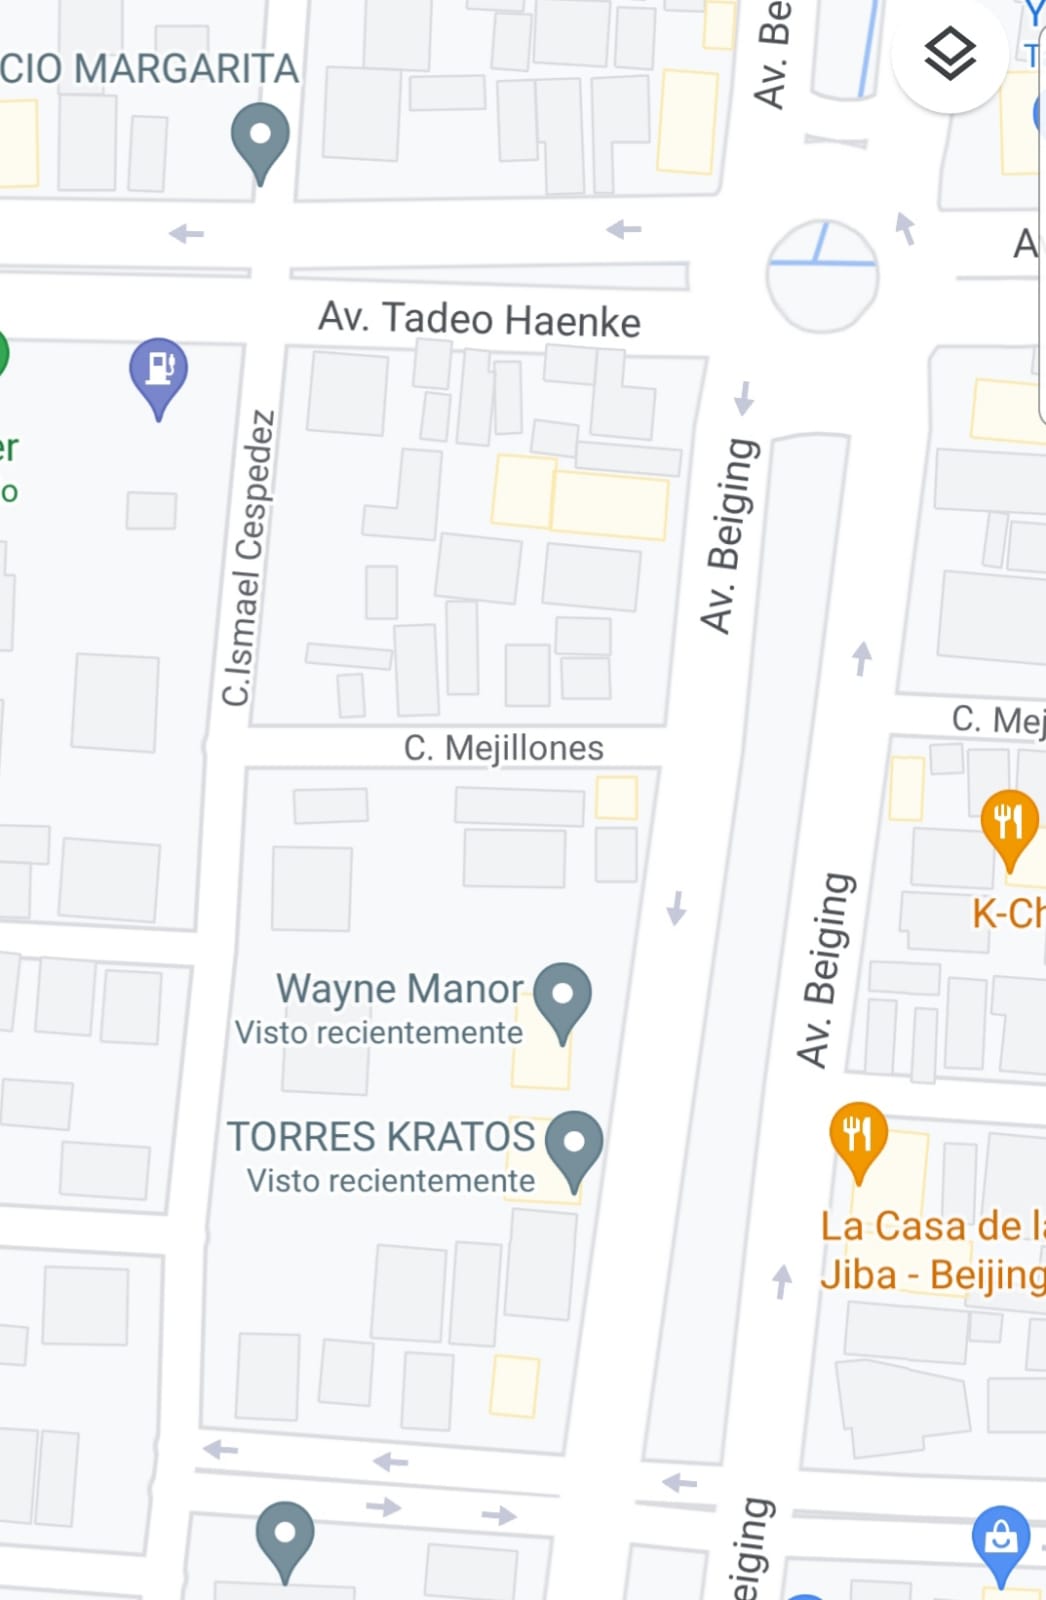 CIO MARGARITA
Av. Be
Y
T
A
Av. Tadeo Haenke
er
o
C.Ismael Cespedez
Av. Beiging
C. Mejillones
C. Mej
K-Ch
Av. Beiging
Wayne Manor
Visto recientemente
TORRES KRATOS
Visto recientemente
La Casa de la
Jiba - Beijing
eiging